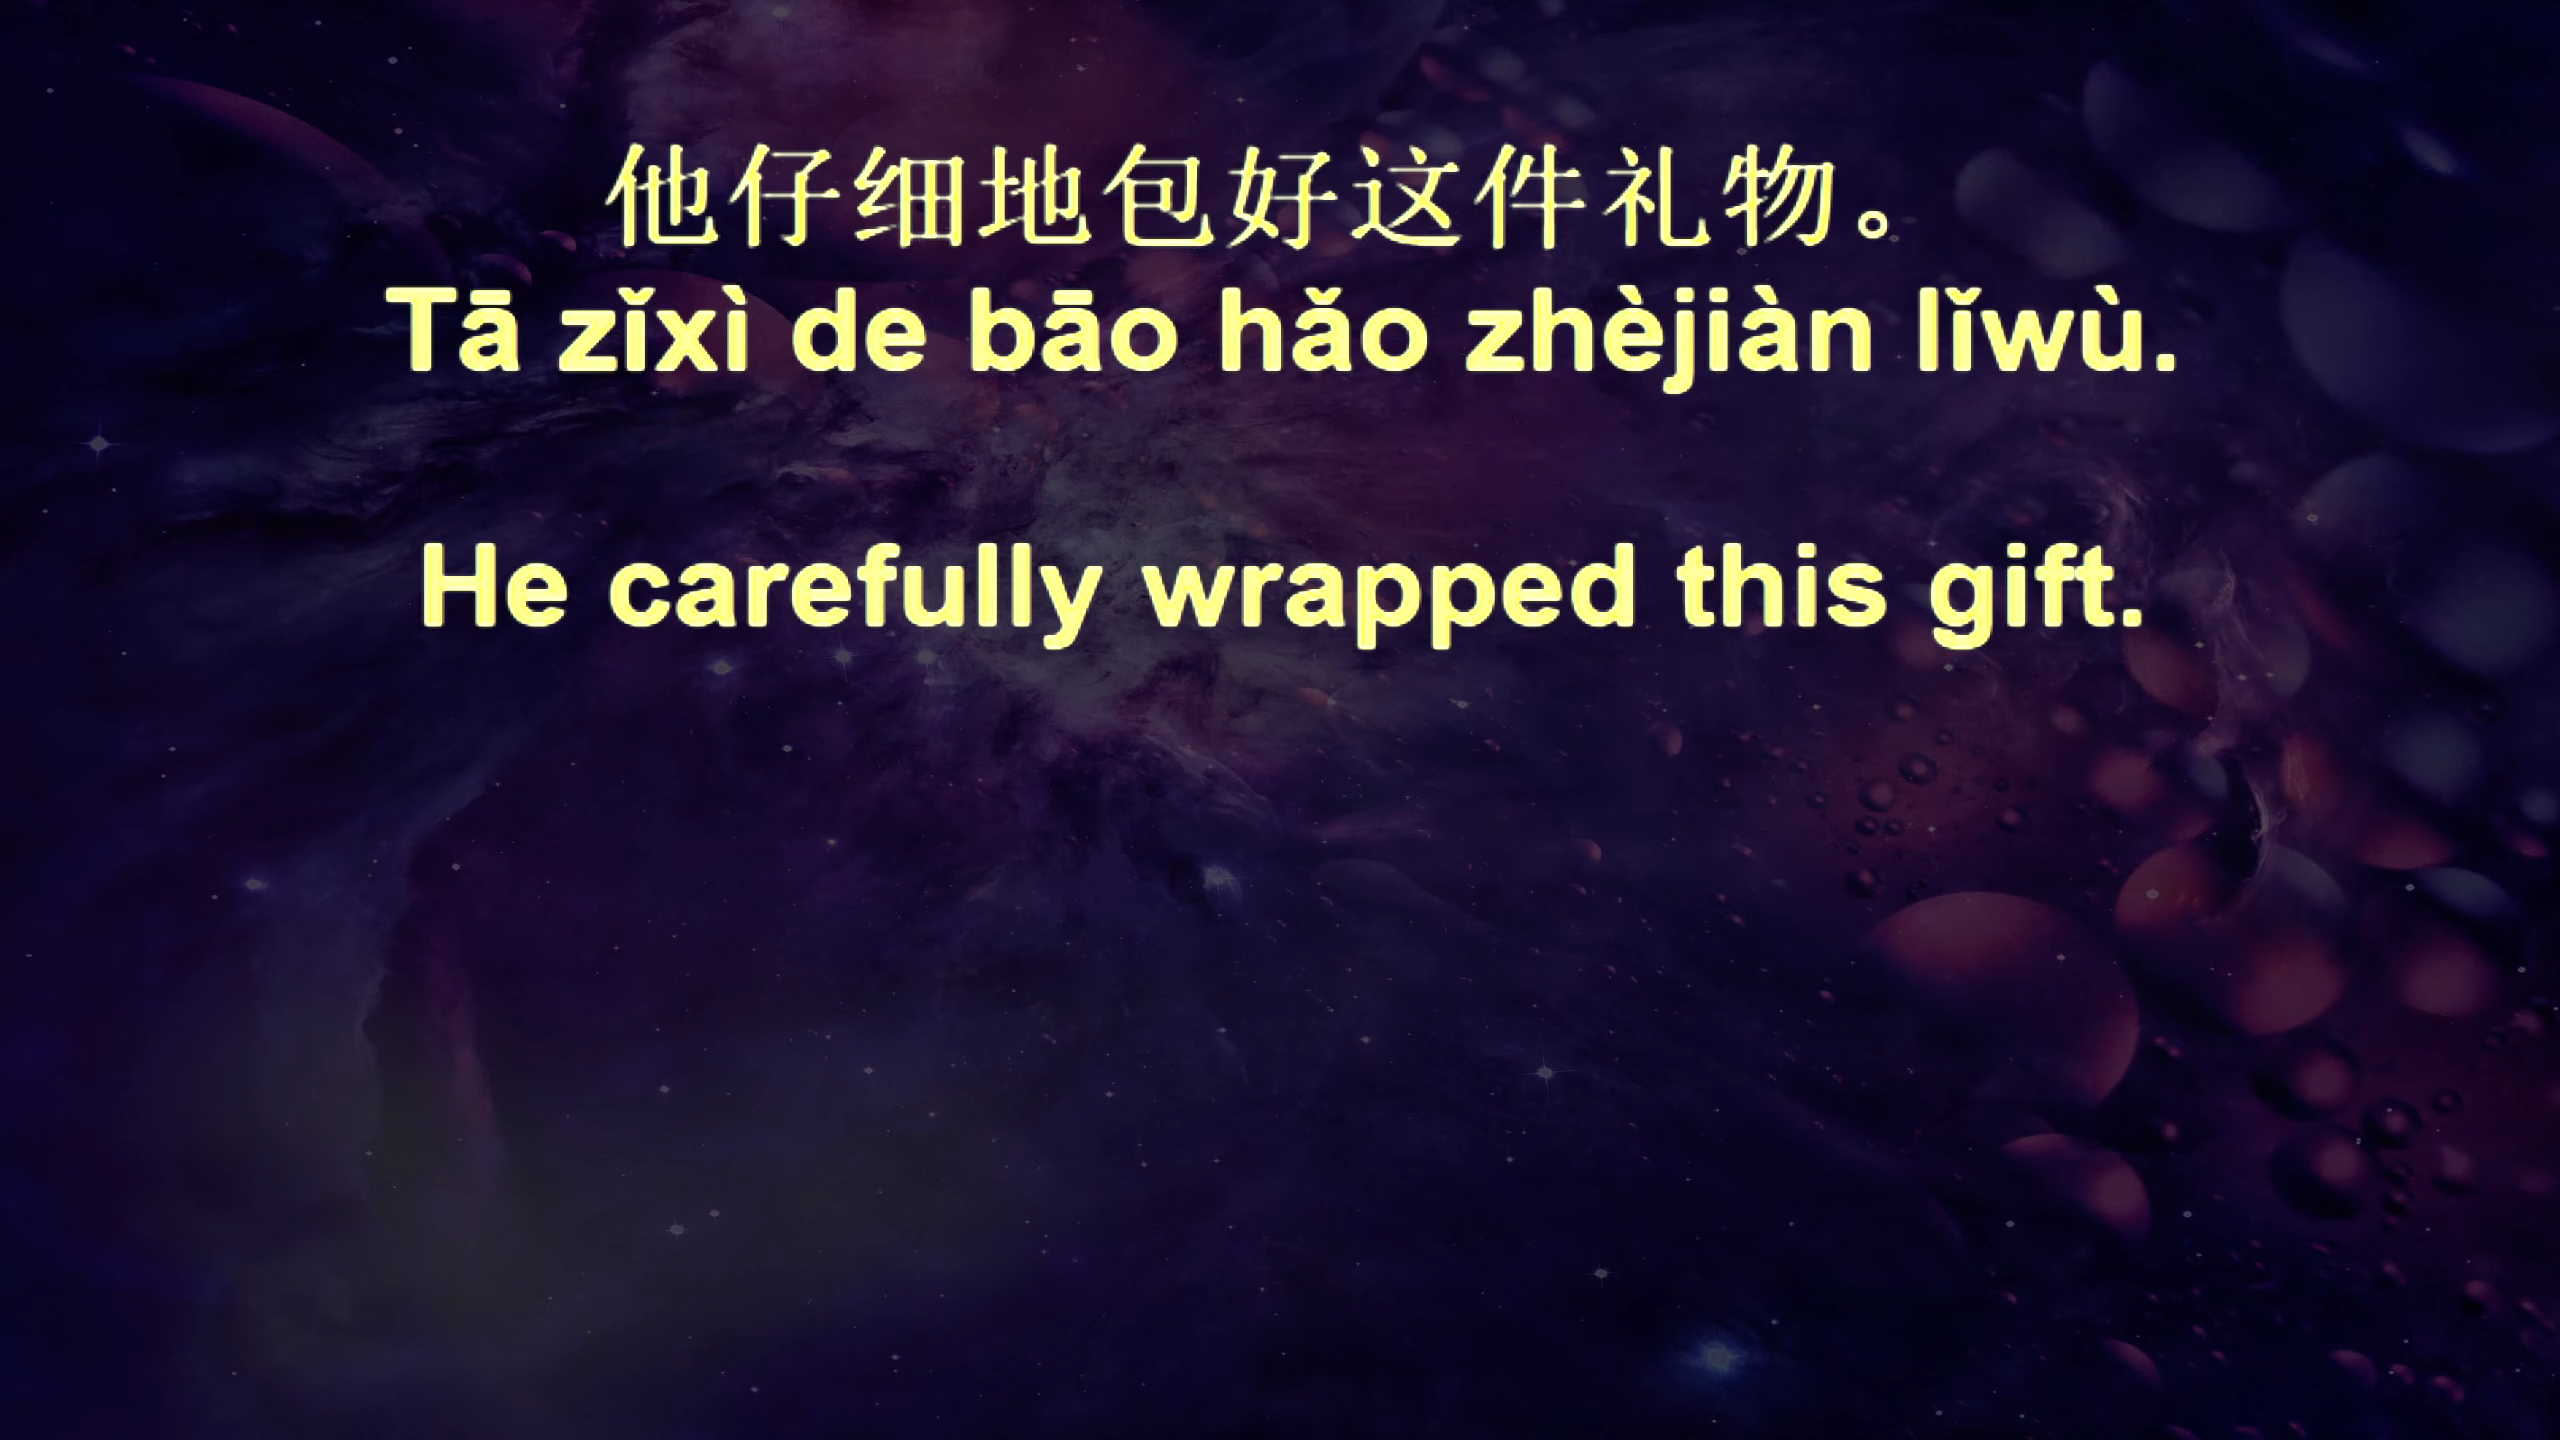 他仔细地包好这件礼物。
Tā zǐxì de bāo hǎo zhèjiàn lǐwù.
He carefully wrapped this gift.